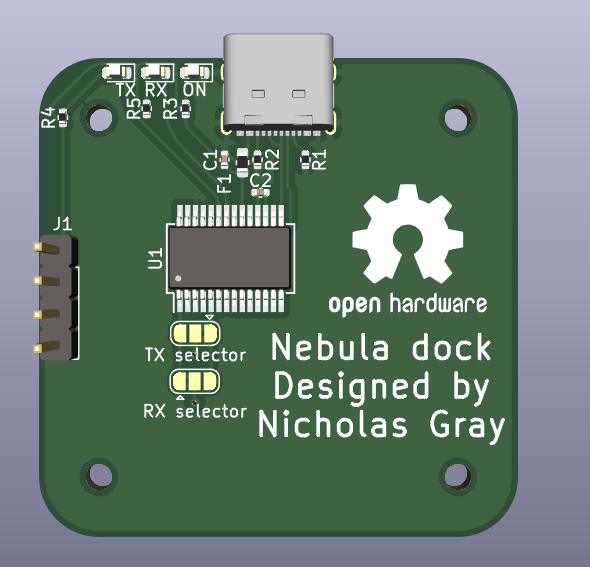 TX RX ON
R4
R5
R3
C1
F1
R2
R1
C2
J1
U1
open hardware
TX selector
RX selector
Nebula dock
Designed by
Nicholas Gray